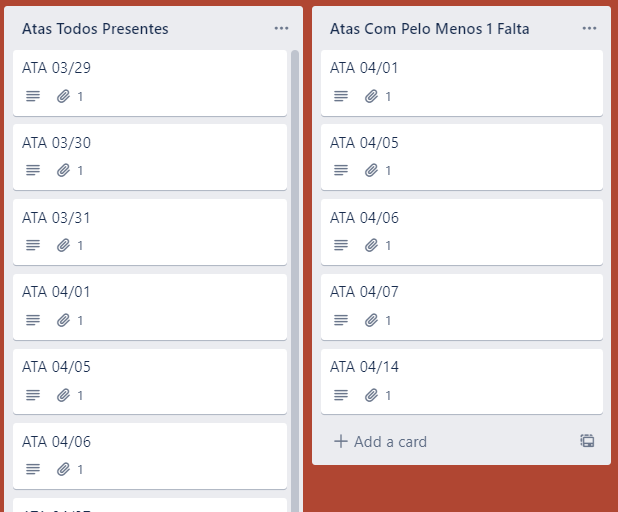 Atas Todos Presentes
ATA 03/29
1
ATA 03/30
1
ATA 03/31
1
ATA 04/01
1
ATA 04/05
1
ATA 04/06
1
Atas Com Pelo Menos 1 Falta
ATA 04/01
1
ATA 04/05
1
ATA 04/06
1
ATA 04/07
1
ATA 04/14
1
Add a card